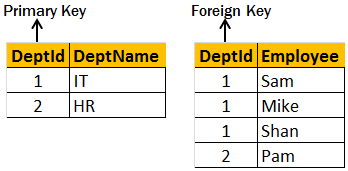 Primary Key
Foreign Key
DeptId DeptName
1 IT
2 HR
DeptId Employee
1 Sam
1 Mike
1 Shan
2 Pam